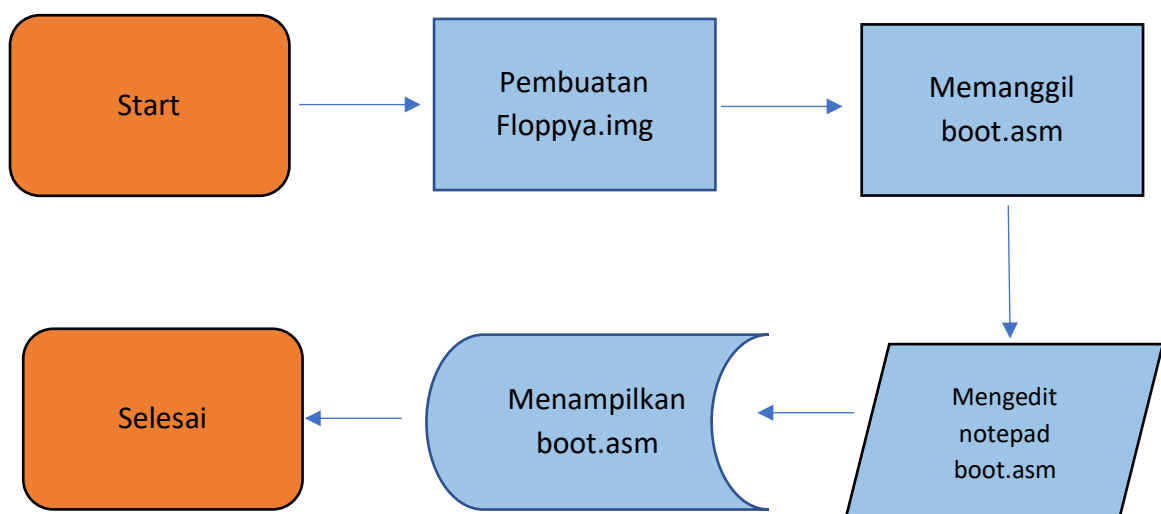 Start
Pembuatan
Floppya.img
Memanggil
boot.asm
Mengedit
notepad
boot.asm
Menampilkan
boot.asm
Selesai